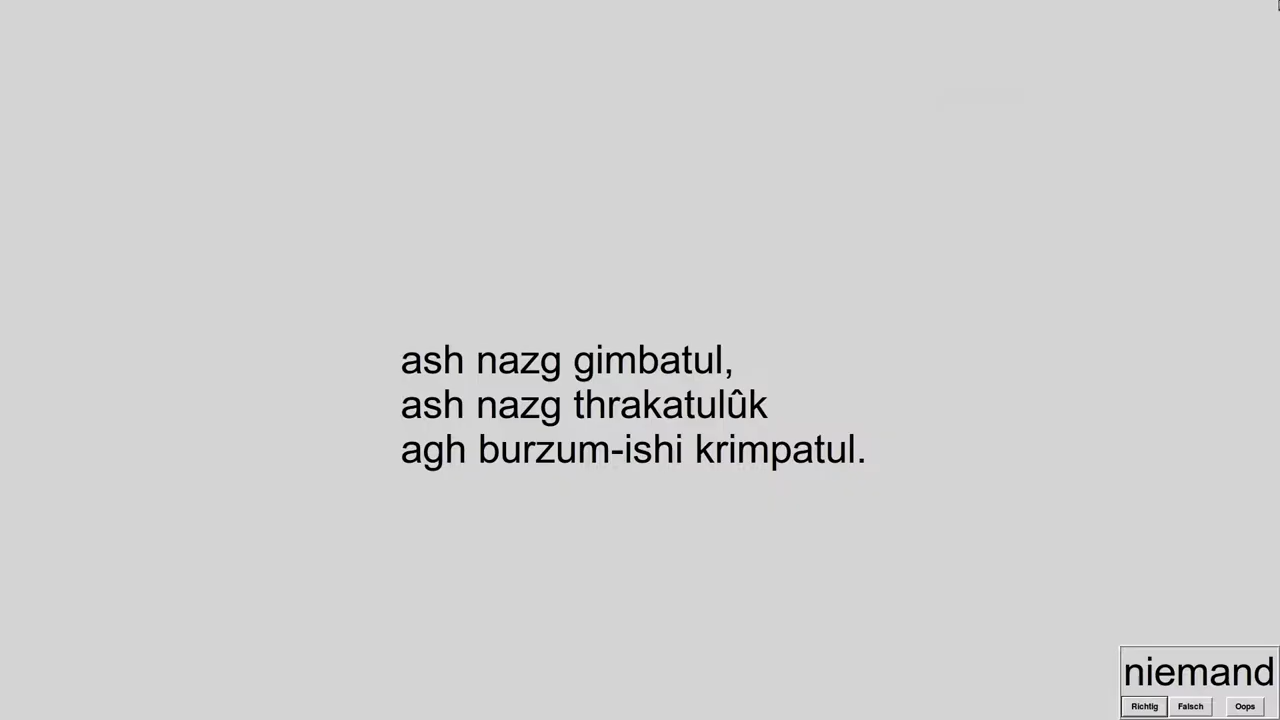 ash nazg gimbatul,
ash nazg thrakatulûk
agh burzum-ishi krimpatul.
niemand
Richtig Falsch Oops